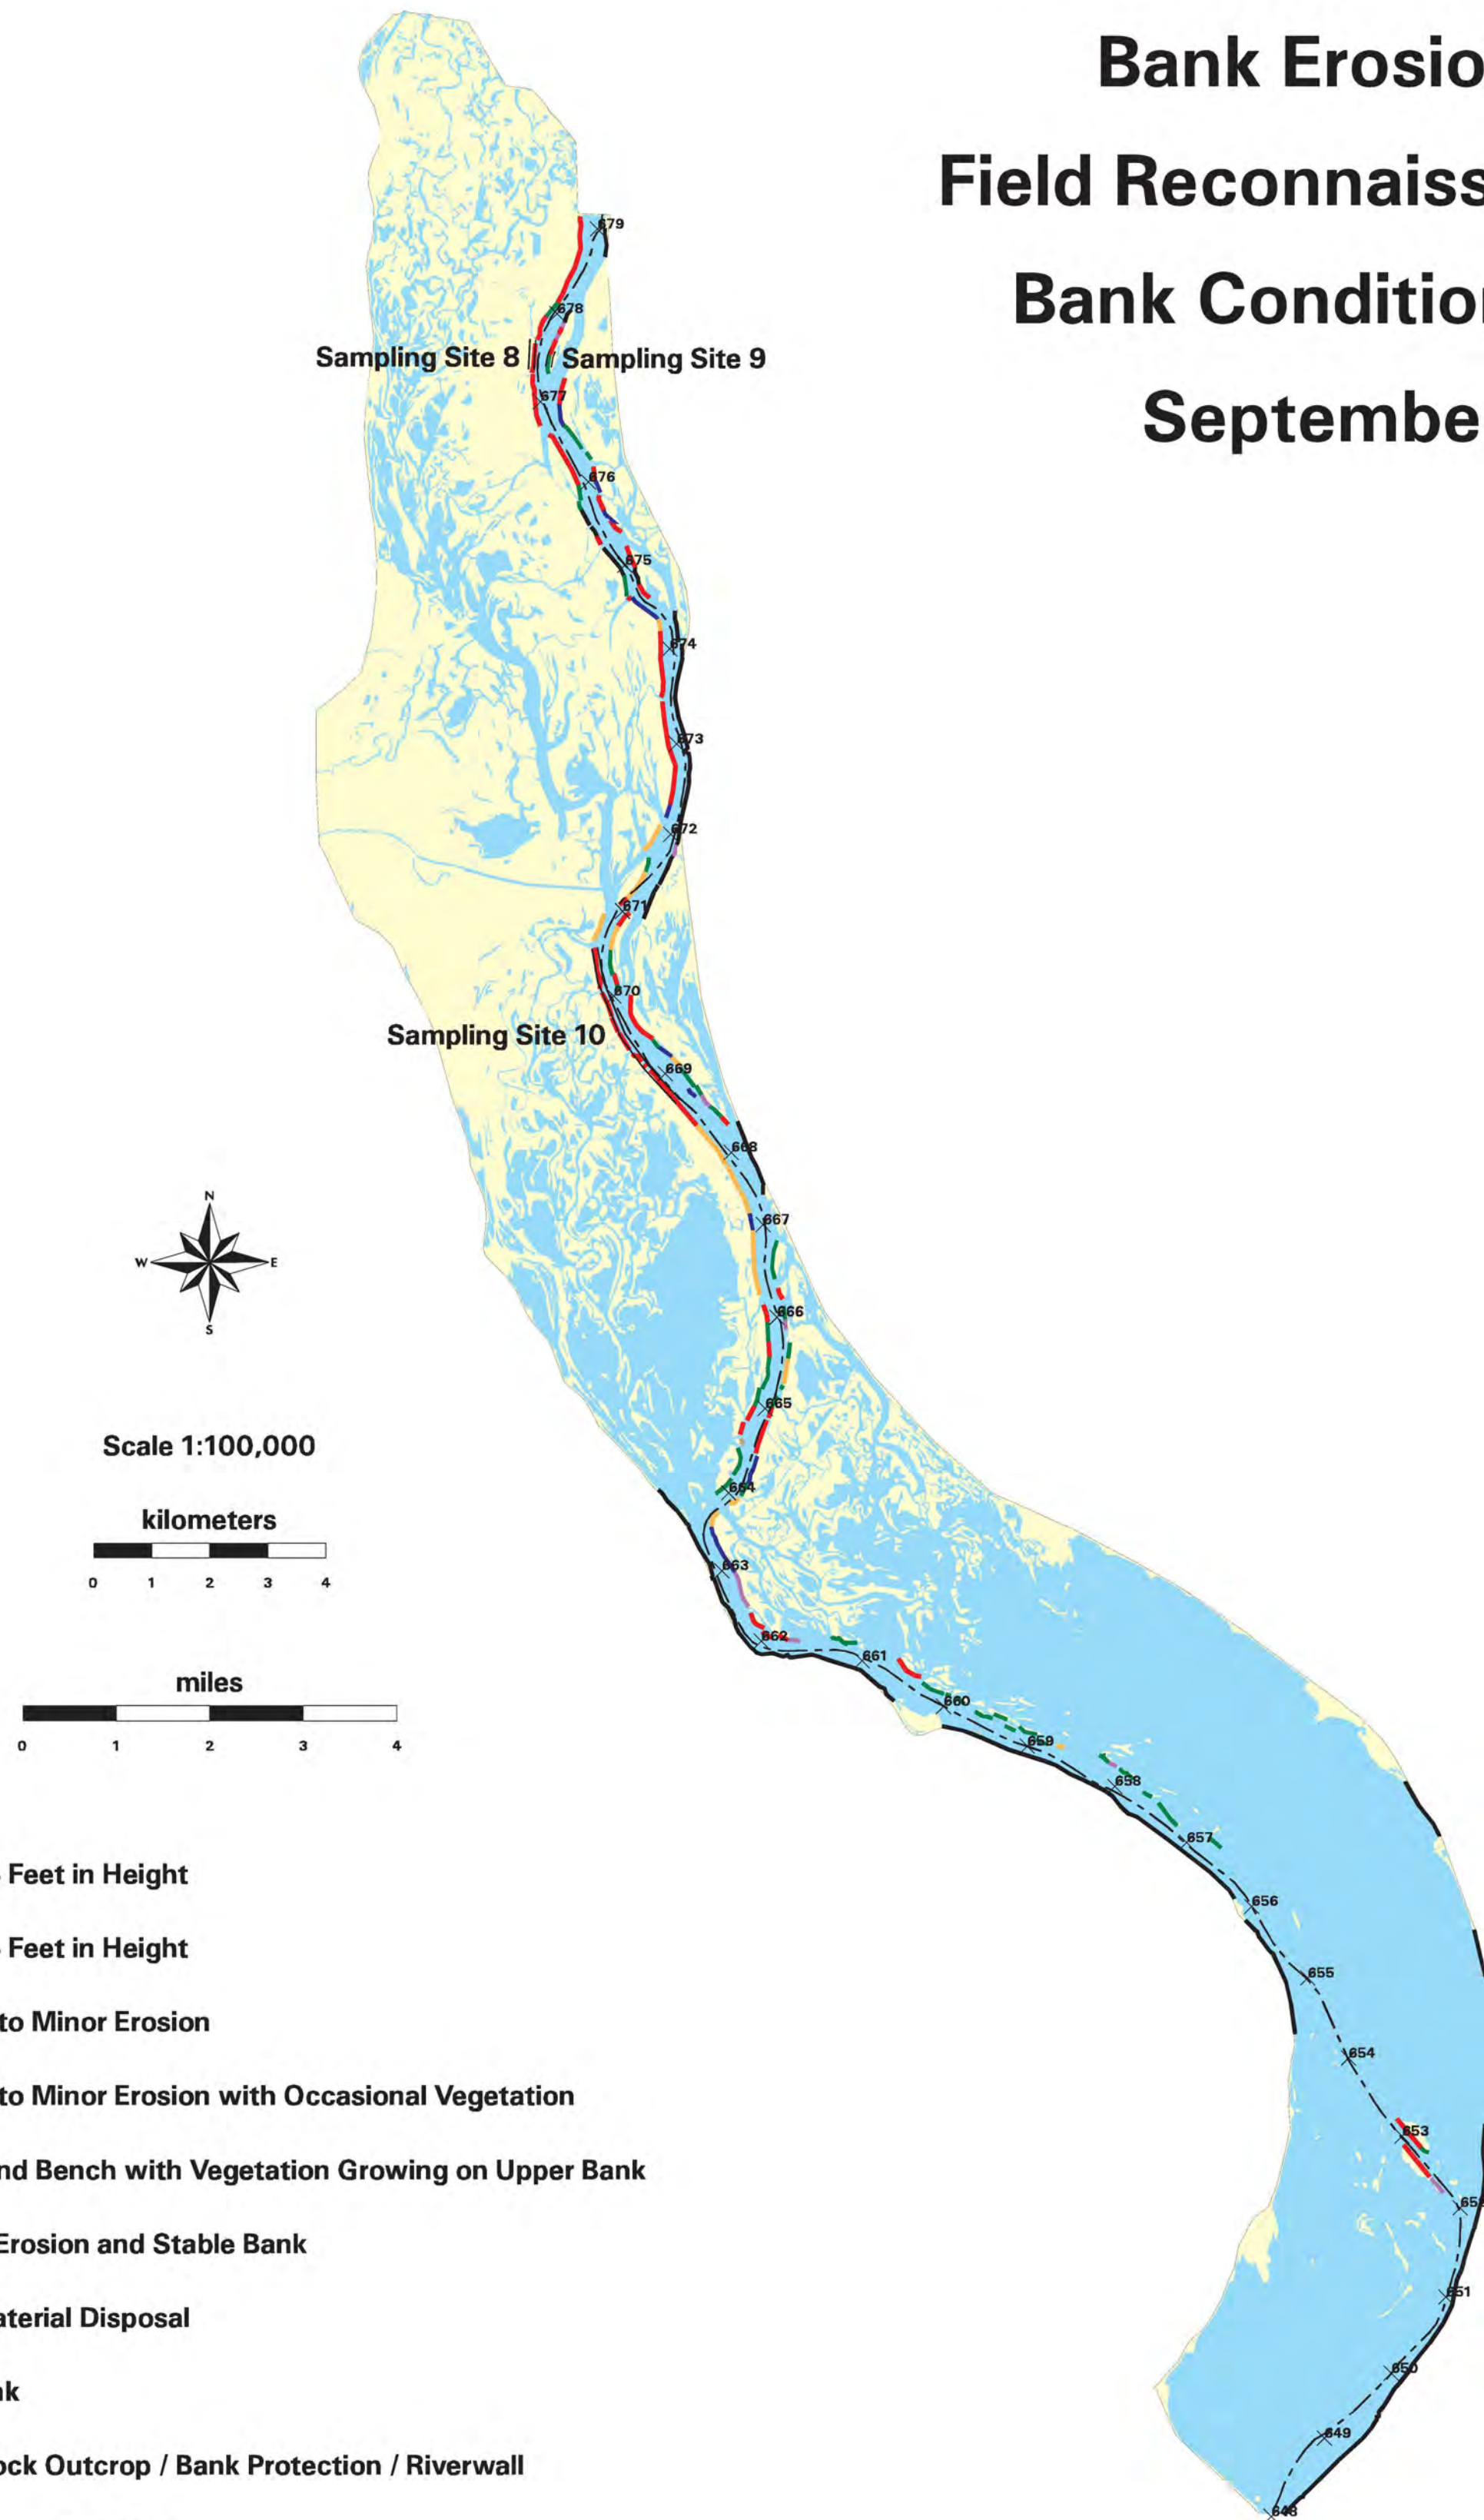 Bank Erosio
Field Reconnaiss
Bank Condition
Septembe
679
678
Sampling Site 8
Sampling Site 9
677
676
675
674
673
672
671
670
Sampling Site 10
669
668
N
667
W
E
666
S
665
Scale 1:100,000
664
kilometers
663
0 1 2 3 4
662
661
miles
660
659
0 1 2 3 4
658
657
Feet in Height
656
Feet in Height
655
to Minor Erosion
654
to Minor Erosion with Occasional Vegetation
653
nd Bench with Vegetation Growing on Upper Bank
65
Erosion and Stable Bank
651
aterial Disposal
650
nk
649
ock Outcrop / Bank Protection / Riverwall
648